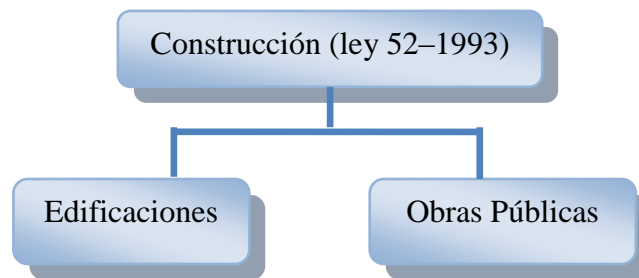 Construcción (ley 52–1993)
Edificaciones
Obras Públicas